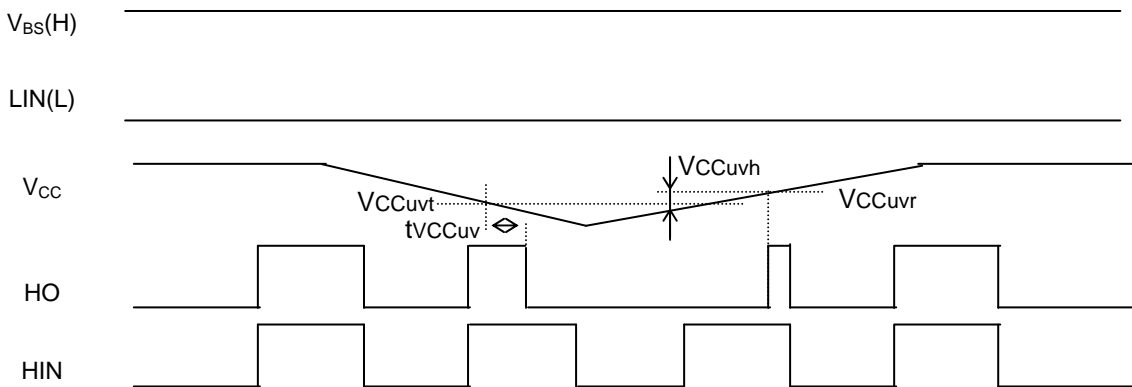 VBS(H)
LIN(L)
VCCuvh
VCC
VCCuvt
VCCuvr
tVCCuv
HO
HIN